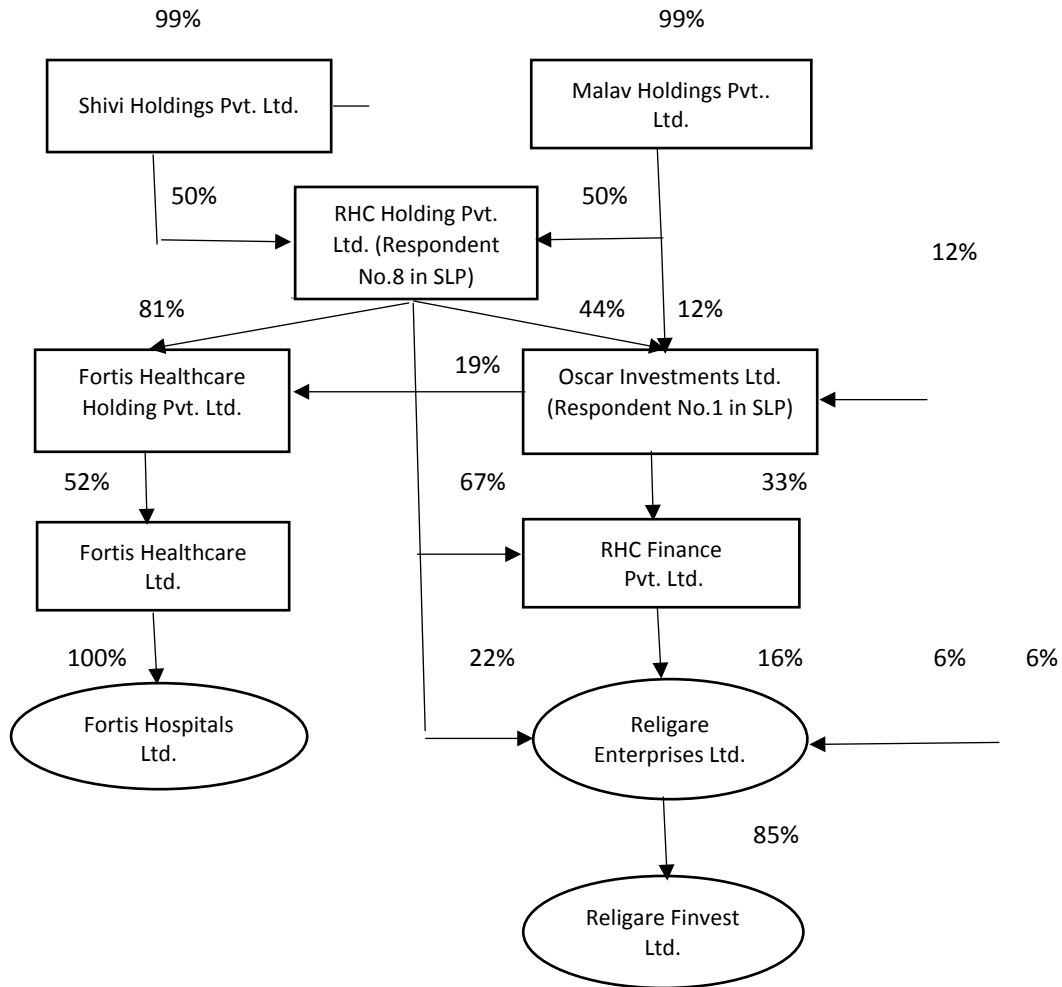 99%
99%
Shivi Holdings Pvt. Ltd.
Malav Holdings Pvt..
Ltd.
50%
RHC Holding Pvt.
Ltd. (Respondent
No.8 in SLP)
50%
12%
81%
44%
12%
Fortis Healthcare
Holding Pvt. Ltd.
19%
Oscar Investments Ltd.
(Respondent No.1 in SLP)
52%
67%
33%
Fortis Healthcare
Ltd.
RHC Finance
Pvt. Ltd.
100%
22%
16%
6%
6%
Fortis Hospitals
Ltd.
Religare
Enterprises Ltd.
85%
Religare Finvest
Ltd.